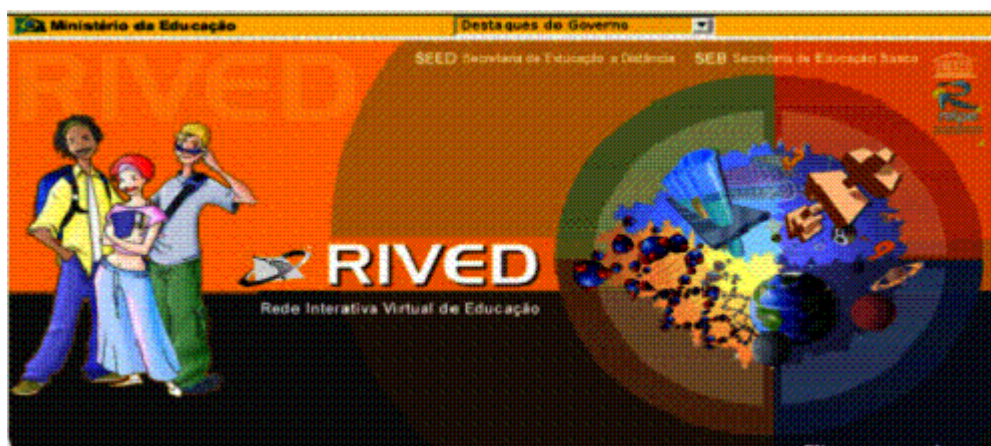 Ministério da Educação
Destaques do Governo
RIVED
SEED Secretaria de Educação a Distância
SEB Secretaria de Educação Básica
RIVED
Rede Interativa Virtual de Educação